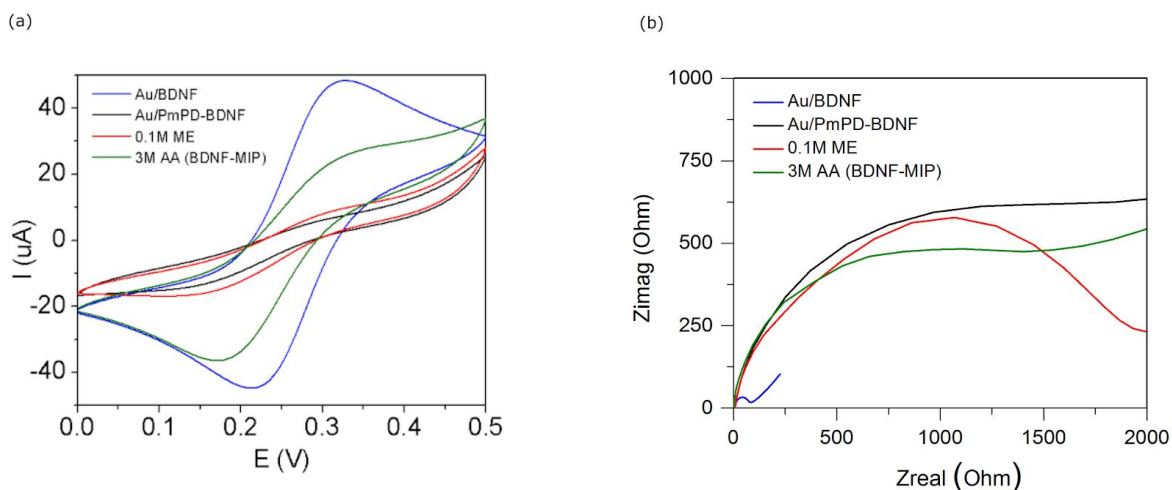 (a)
(b)
40
20
0
-20
-40
I (uA)
0.0 0.1 0.2 0.3 0.4 0.5
E (V)
Au/BDNF
Au/PmPD-BDNF
0.1M ME
3M AA (BDNF-MIP)
1000
750
500
250
0
Zimag (Ohm)
0 500 1000 1500 2000
Zreal (Ohm)
Au/BDNF
Au/PmPD-BDNF
0.1M ME
3M AA (BDNF-MIP)